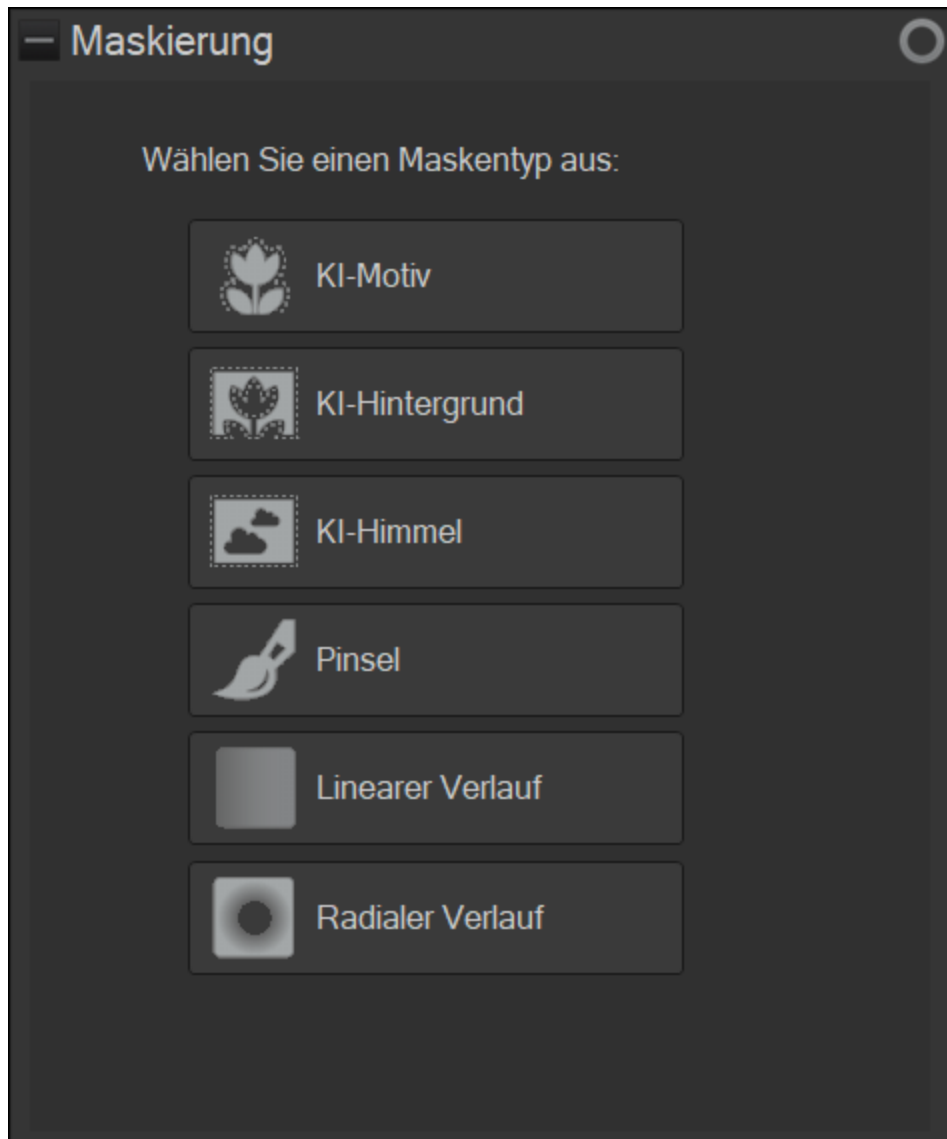 Maskierung
Wählen Sie einen Maskentyp aus:
KI-Motiv
KI-Hintergrund
KI-Himmel
Pinsel
Linearer Verlauf
Radialer Verlauf